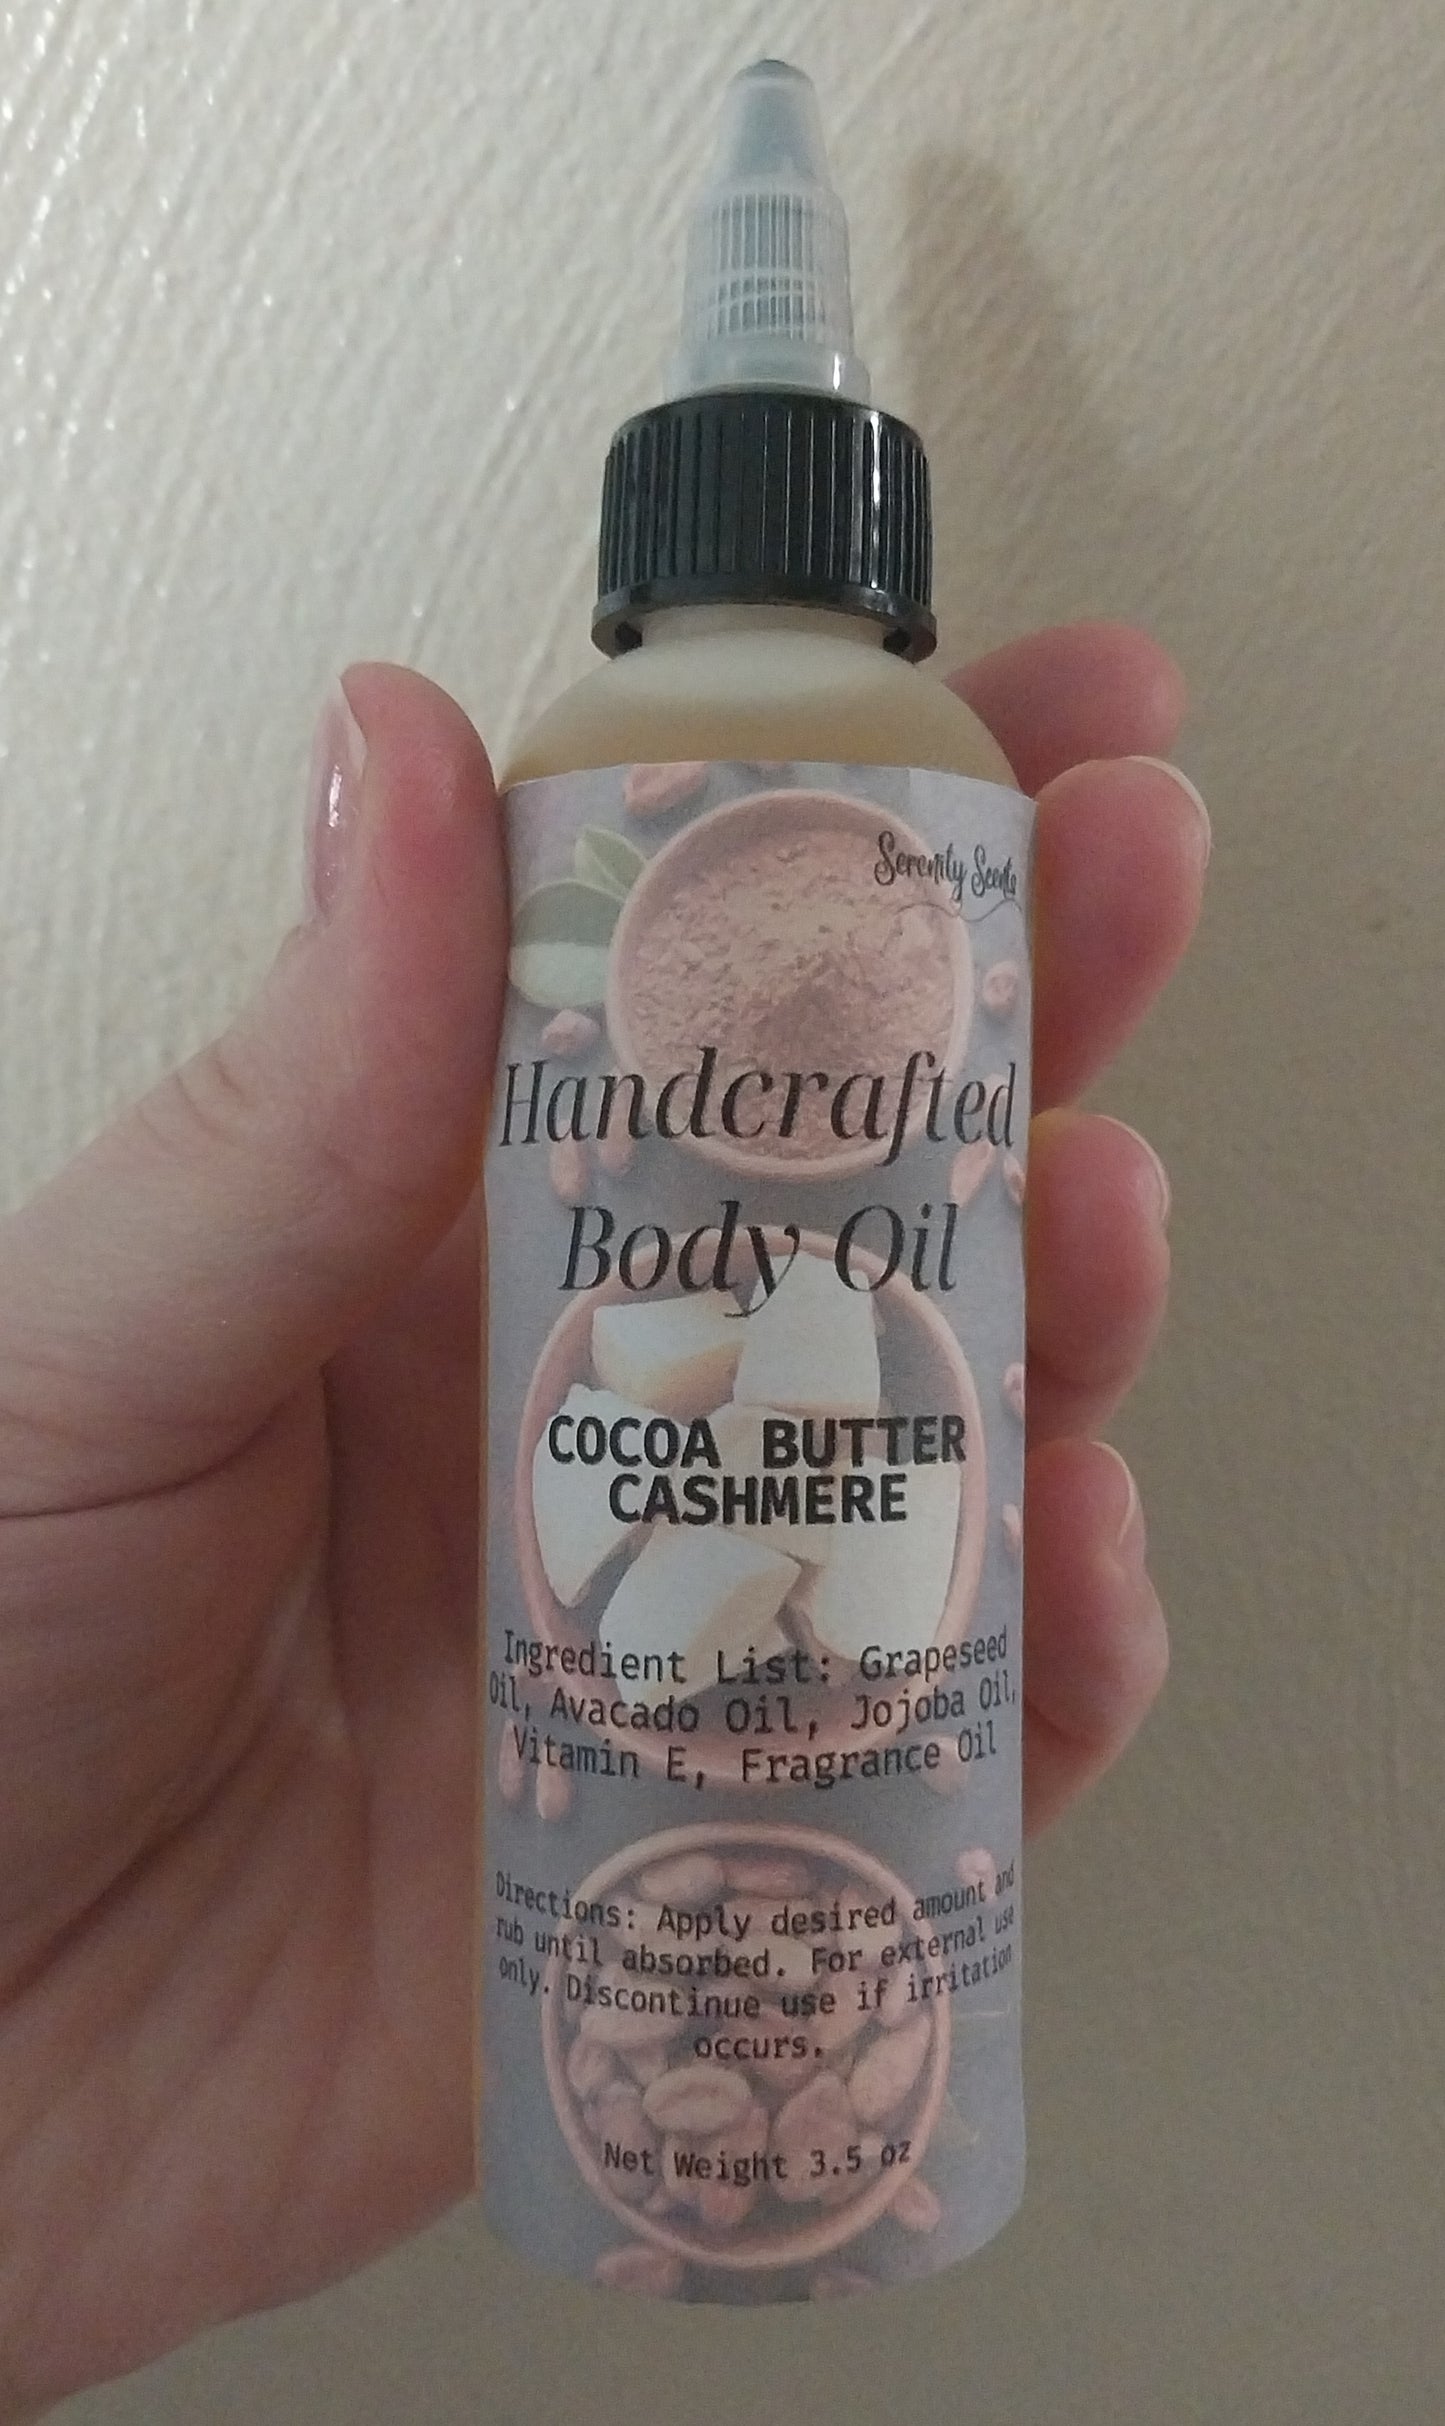 Serenity Scents
Handcrafted
Body Oil
COCOA BUTTER
CASHMERE
Ingredient List: Grapeseed
Oil, Avacado Oil, Jojoba Oil,
Vitamin E, Fragrance Oil
Directions: Apply desired amount and
rub until absorbed. For external use
only. Discontinue use if irritation
occurs.
Net Weight 3.5 oz